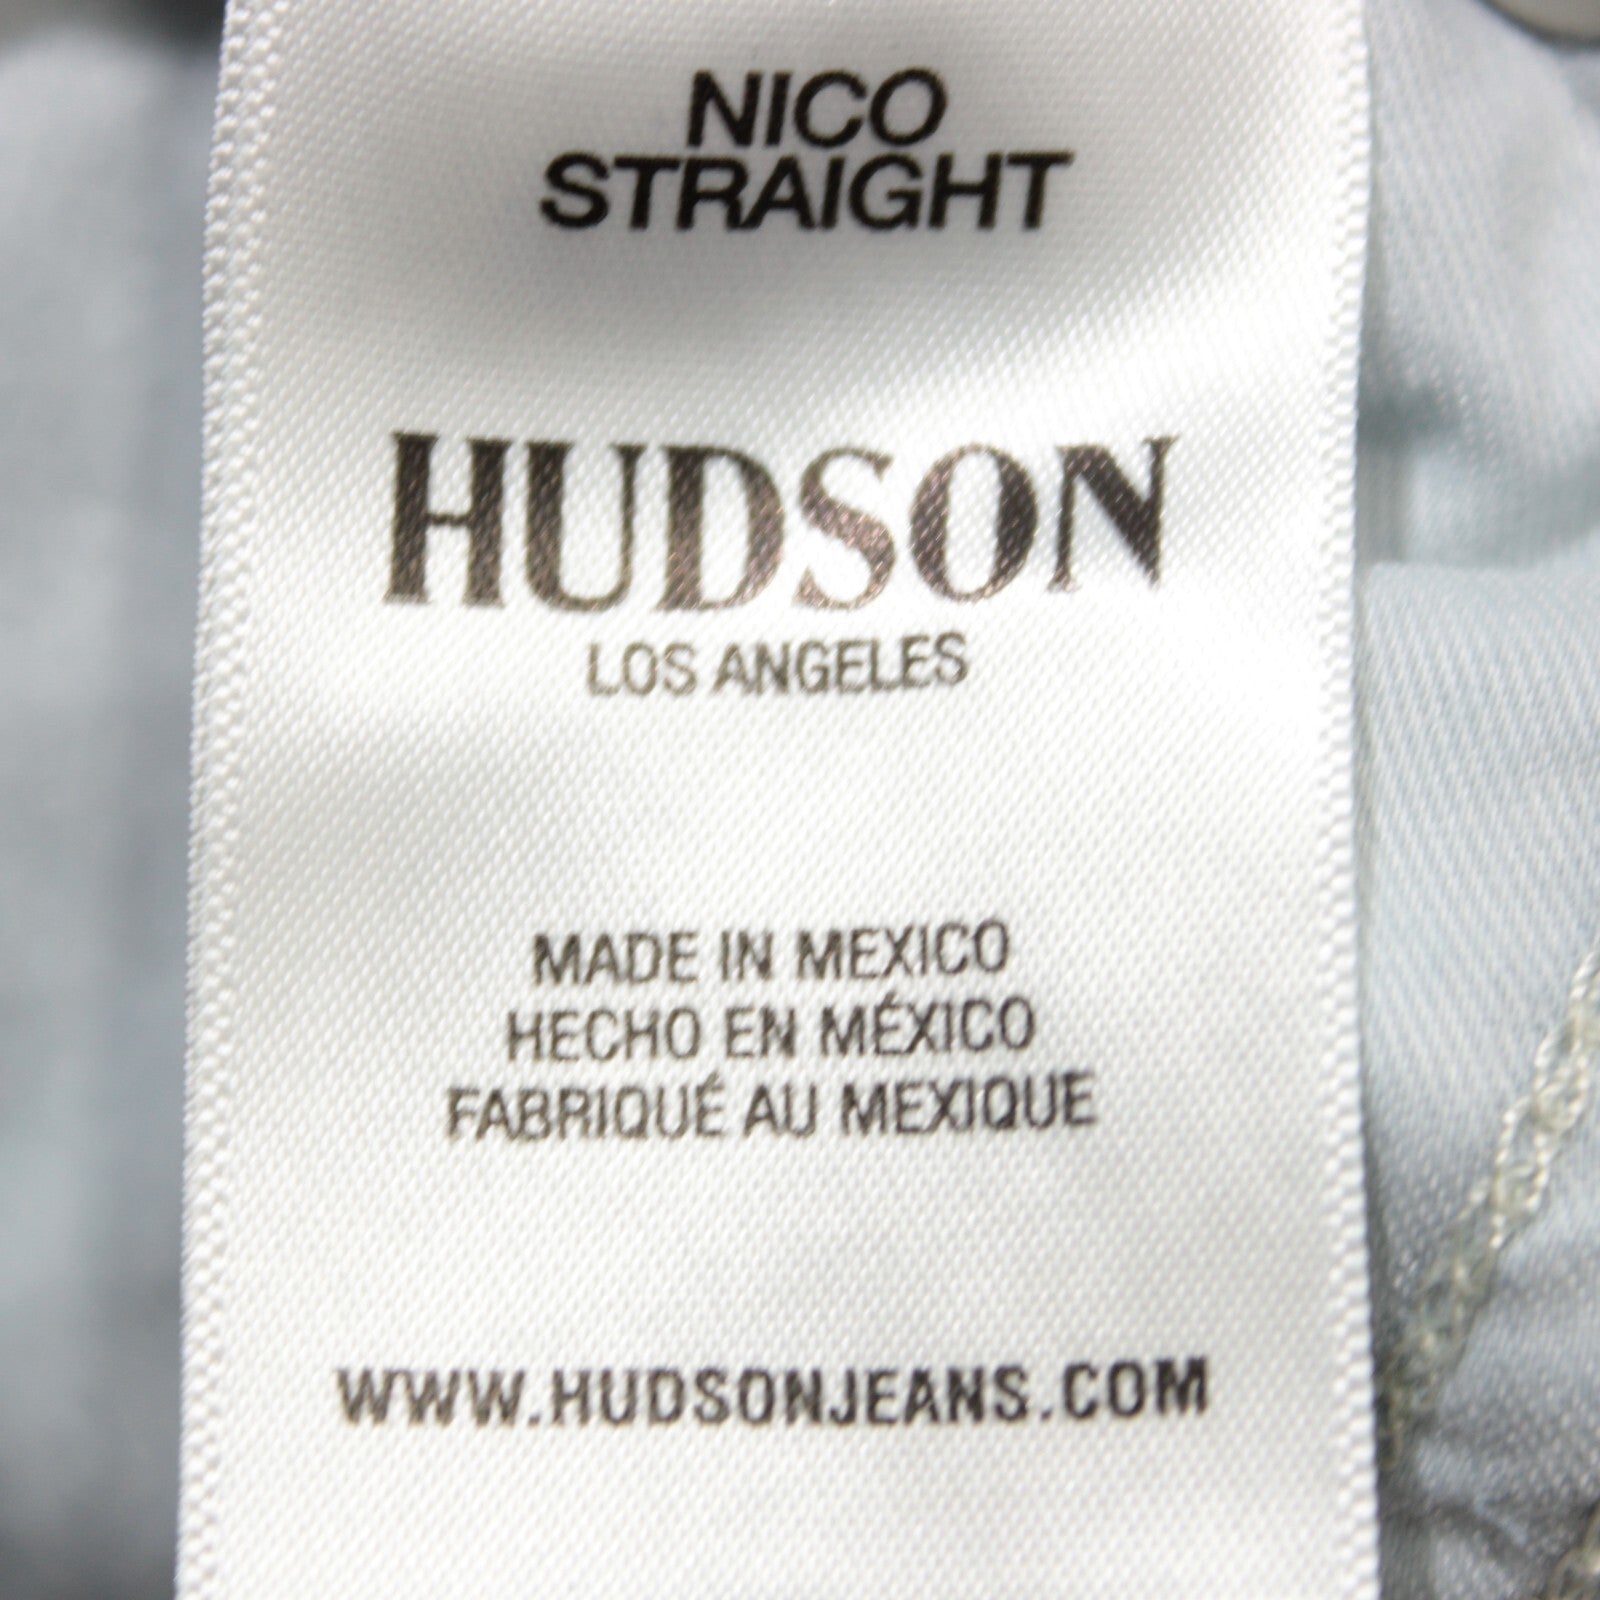 NICO
STRAIGHT
HUDSON
LOS ANGELES
MADE IN MEXICO
HECHO EN MÉXICO
FABRIQUÉ AU MEXIQUE
WWW.HUDSONJEANS.COM